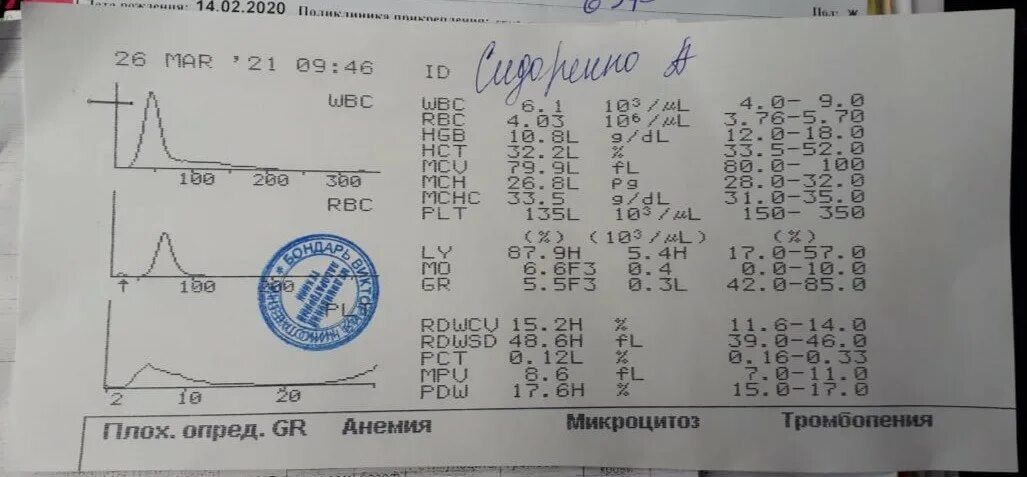 Дата рождения: 14.02.2020 Поликлиника прикрепления: Пол: ж
26 MAR '21 09:46 ID Сидоренко А
WBC
WBC 6.1 10³/µL 4.0- 9.0
RBC 4.03 10⁶/µL 3.76-5.70
HGB 10.8L g/dL 12.0-18.0
HCT 32.2L % 33.5-52.0
MCV 79.9L fL 80.0- 100
MCH 26.8L pg 28.0-32.0
MCHC 33.5 g/dL 31.0-35.0
PLT 135L 10³/µL 150- 350
100 200 300
RBC
(%) (10³/µL) (%)
LY 87.9H 5.4H 17.0-57.0
MO 6.6F3 0.4 0.0-10.0
GR 5.5F3 0.3L 42.0-85.0
100 200
БОНДАРЬ ВИКТОР
PL
RDWCV 15.2H % 11.6-14.0
RDWSD 48.6H fL 39.0-46.0
PCT 0.12L % 0.16-0.33
MPV 8.6 fL 7.0-11.0
PDW 17.6H % 15.0-17.0
2 10 20
Плох. опред. GR Анемия Микроцитоз Тромбопения